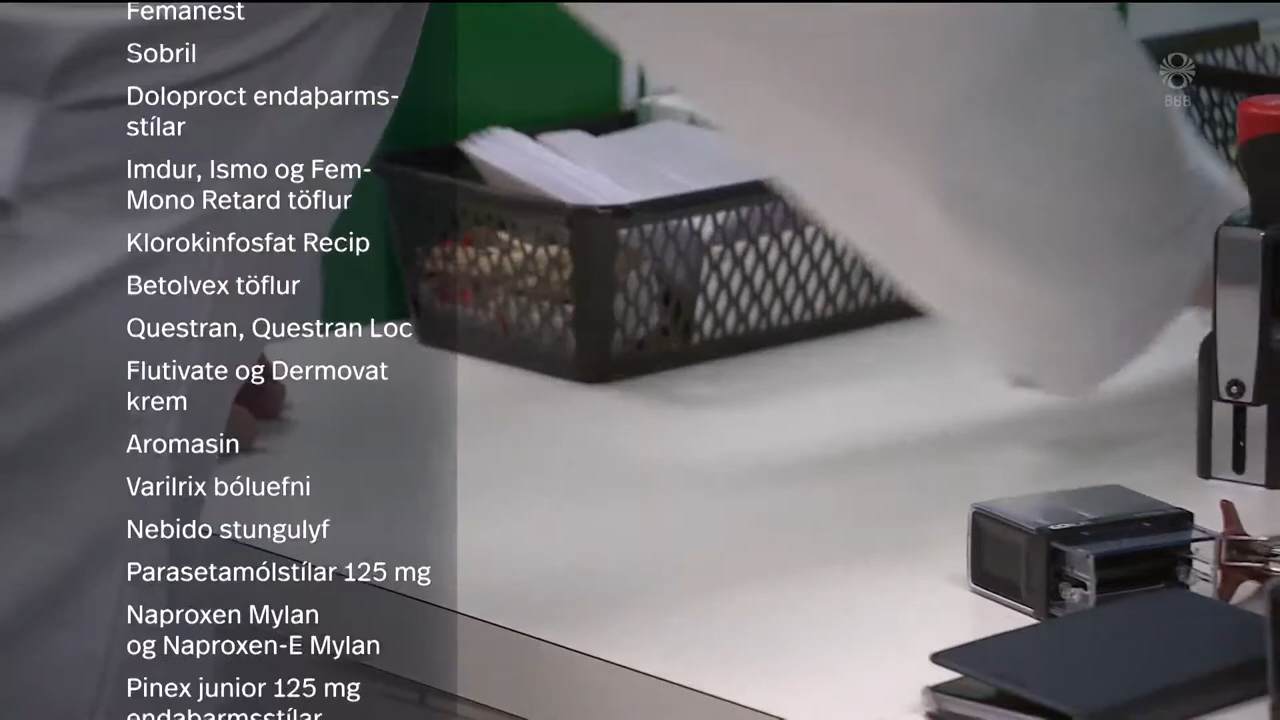 Femanest
Sobril
Doloproct endaþarms-
stílar
Imdur, Ismo og Fem-
Mono Retard töflur
Klorokinfosfat Recip
Betolvex töflur
Questran, Questran Loc
Flutivate og Dermovat
krem
Aromasin
Varilrix bóluefni
Nebido stungulyf
Parasetamólstílar 125 mg
Naproxen Mylan
og Naproxen-E Mylan
Pinex junior 125 mg
endaþarmsstílar
888